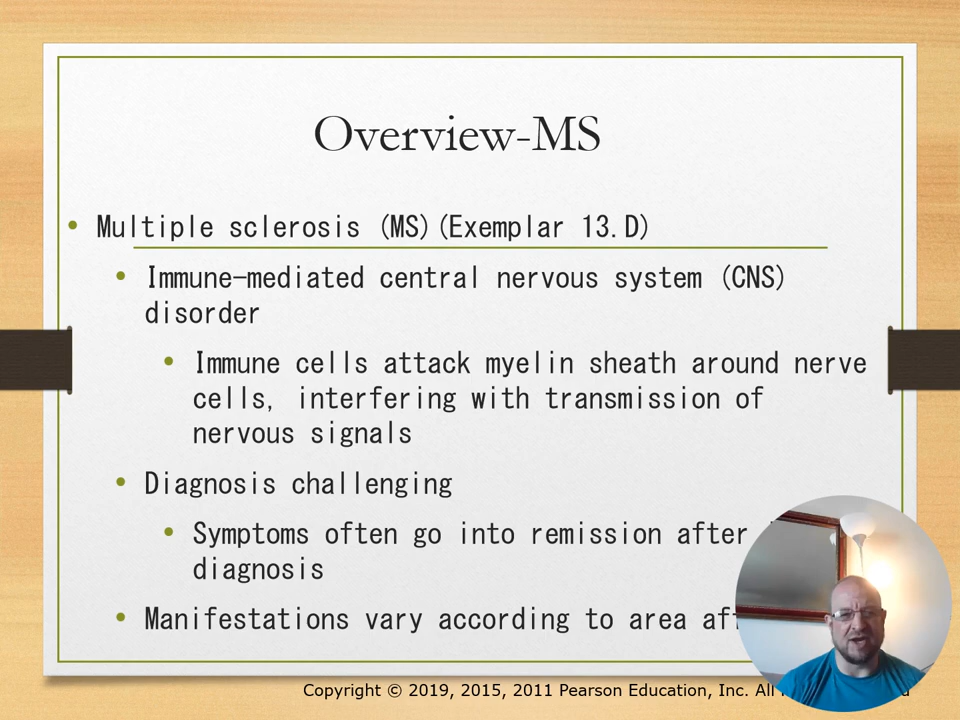 Overview-MS
• Multiple sclerosis (MS)(Exemplar 13.D)
• Immune-mediated central nervous system (CNS)
disorder
• Immune cells attack myelin sheath around nerve
cells, interfering with transmission of
nervous signals
• Diagnosis challenging
• Symptoms often go into remission after
diagnosis
• Manifestations vary according to area
Copyright © 2019, 2015, 2011 Pearson Education, Inc. All